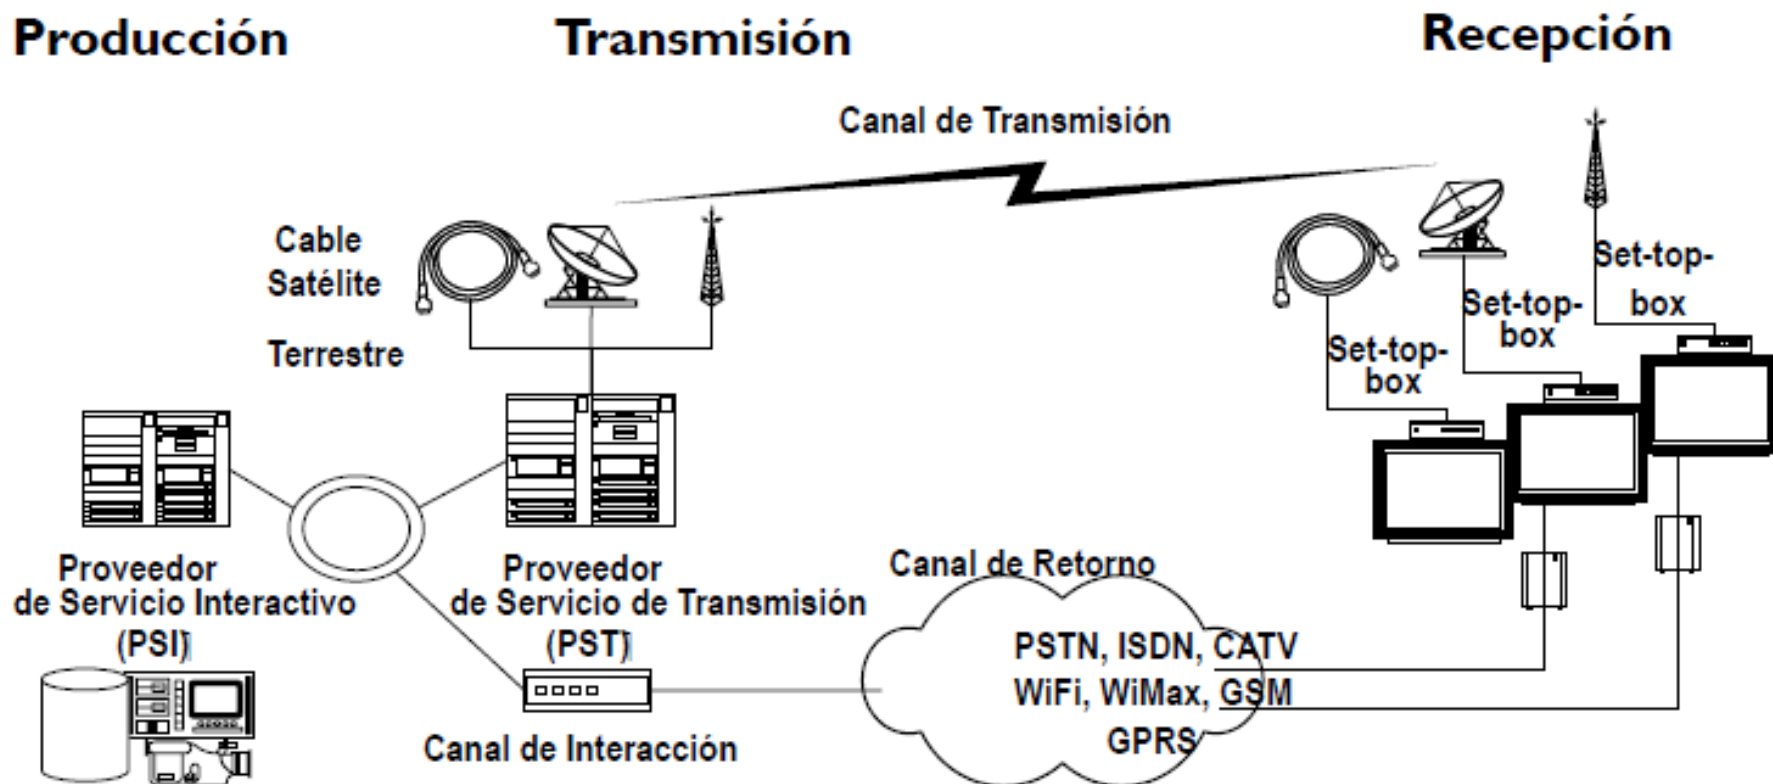 Producción
Transmisión
Recepción
Canal de Transmisión
Cable
Satélite
Terrestre
Set-top-
box
Set-top-
box
Set-top-
box
Proveedor
de Servicio Interactivo
(PSI)
Proveedor
de Servicio de Transmisión
(PST)
Canal de Interacción
Canal de Retorno
PSTN, ISDN, CATV
WiFi, WiMax, GSM
GPRS